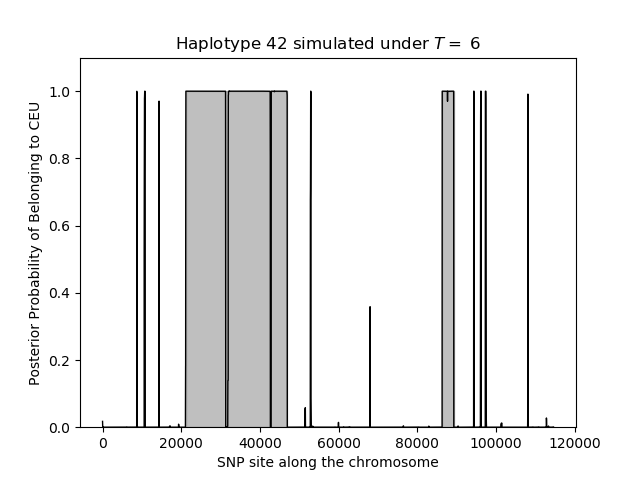 Haplotype 42 simulated under T = 6
Posterior Probability of Belonging to CEU
1.0
0.8
0.6
0.4
0.2
0.0
0 20000 40000 60000 80000 100000 120000
SNP site along the chromosome